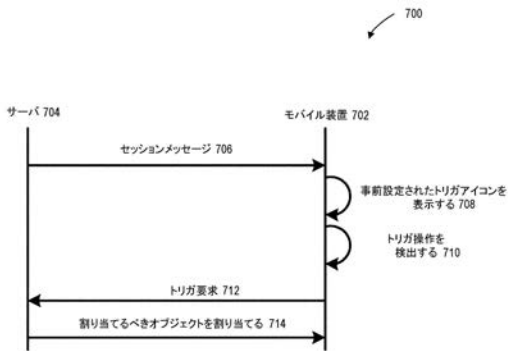 700
サーバ 704
モバイル装置 702
セッションメッセージ 706
事前設定されたトリガアイコンを
表示する 708
トリガ操作を
検出する 710
トリガ要求 712
割り当てるべきオブジェクトを割り当てる 714